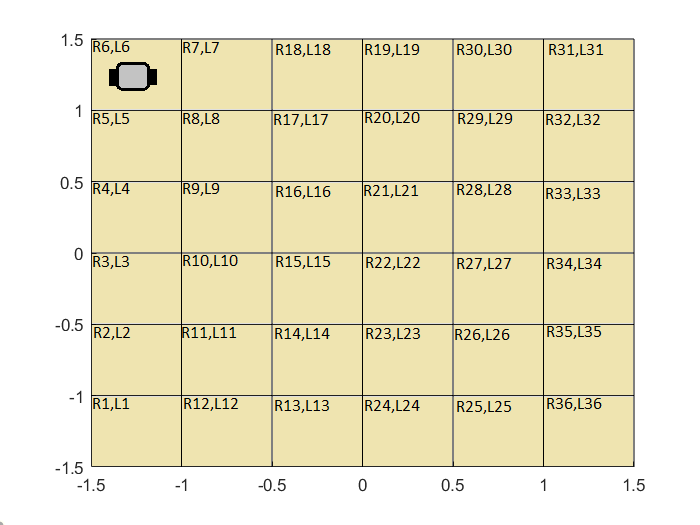 1.5
R6,L6 R7,L7 R18,L18 R19,L19 R30,L30 R31,L31
1
R5,L5 R8,L8 R17,L17 R20,L20 R29,L29 R32,L32
0.5
R4,L4 R9,L9 R16,L16 R21,L21 R28,L28 R33,L33
0
R3,L3 R10,L10 R15,L15 R22,L22 R27,L27 R34,L34
-0.5
R2,L2 R11,L11 R14,L14 R23,L23 R26,L26 R35,L35
-1
R1,L1 R12,L12 R13,L13 R24,L24 R25,L25 R36,L36
-1.5
-1.5 -1 -0.5 0 0.5 1 1.5